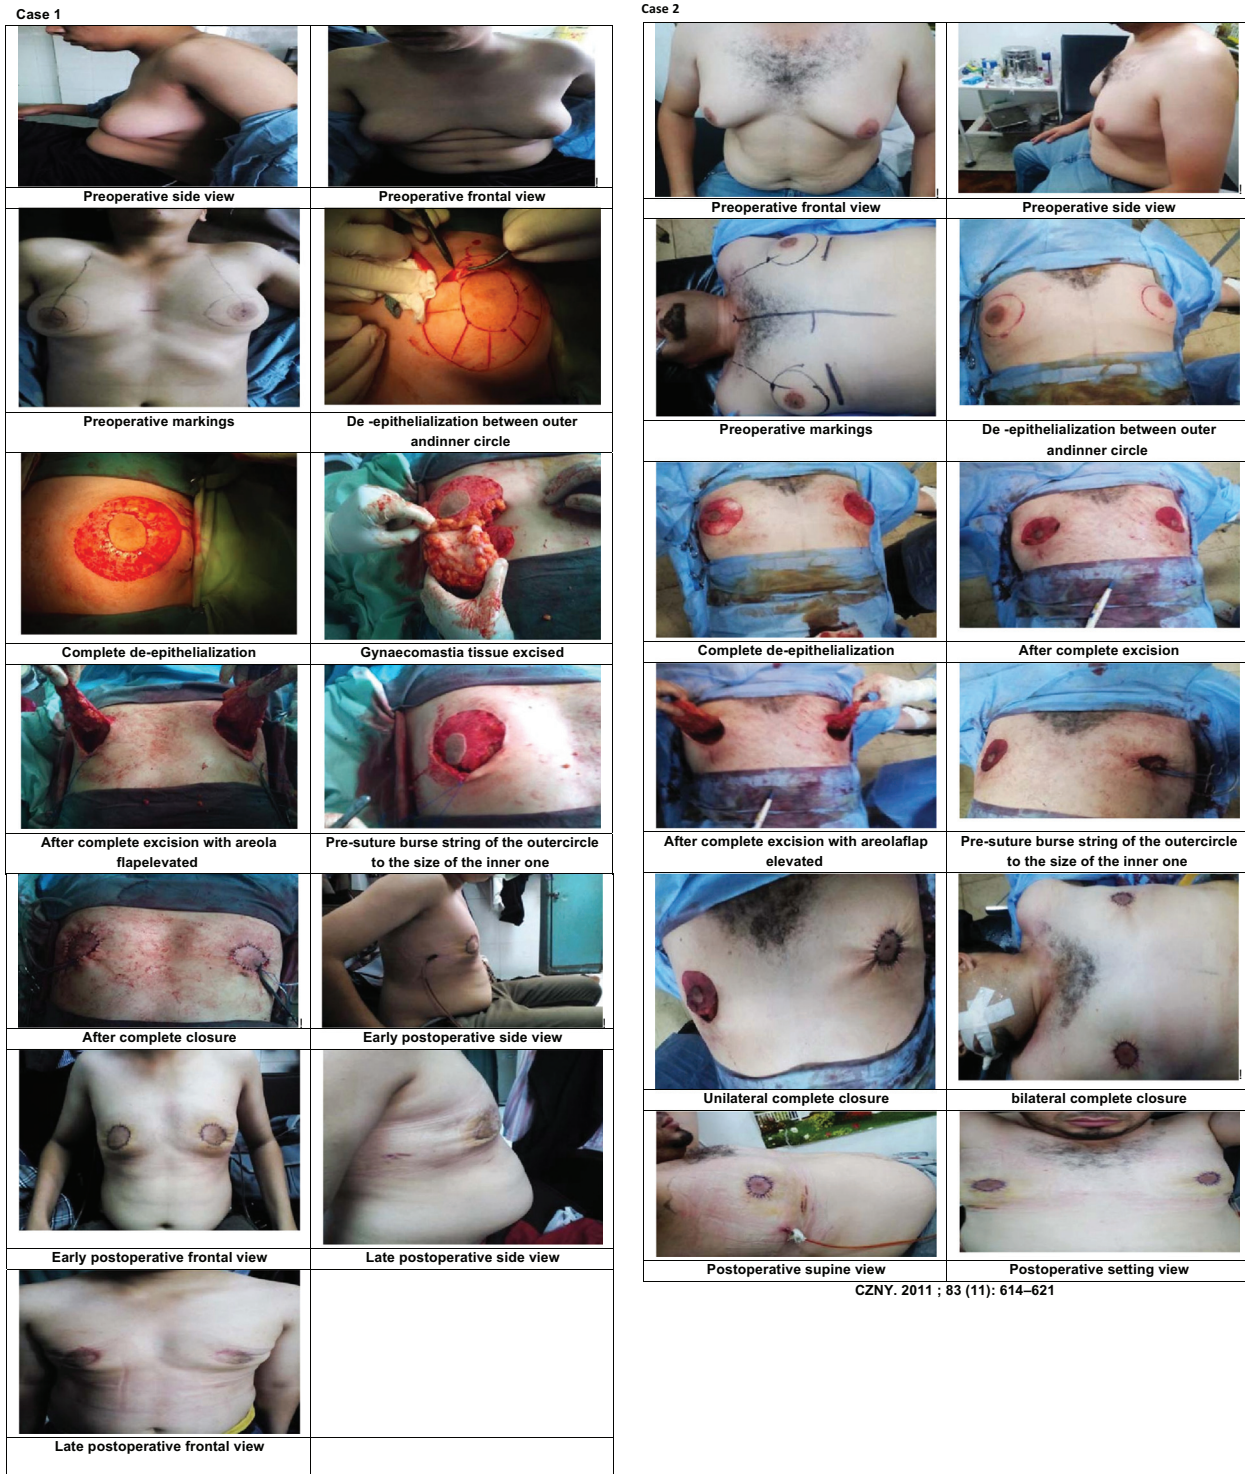 Case 1
Preoperative side view
Preoperative frontal view
Preoperative markings
De -epithelialization between outer
andinner circle
Complete de-epithelialization
Gynaecomastia tissue excised
After complete excision with areola
flapelevated
Pre-suture burse string of the outercircle
to the size of the inner one
After complete closure
Early postoperative side view
Early postoperative frontal view
Late postoperative side view
Late postoperative frontal view
Case 2
Preoperative frontal view
Preoperative side view
Preoperative markings
De -epithelialization between outer
andinner circle
Complete de-epithelialization
After complete excision
After complete excision with areolaflap
elevated
Pre-suture burse string of the outercircle
to the size of the inner one
Unilateral complete closure
bilateral complete closure
Postoperative supine view
Postoperative setting view
CZNY. 2011 ; 83 (11): 614–621